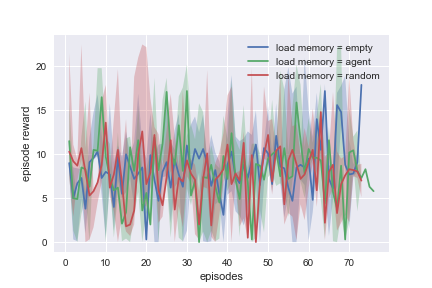 load memory = empty
load memory = agent
load memory = random
episode reward
20
15
10
5
0
0 10 20 30 40 50 60 70
episodes